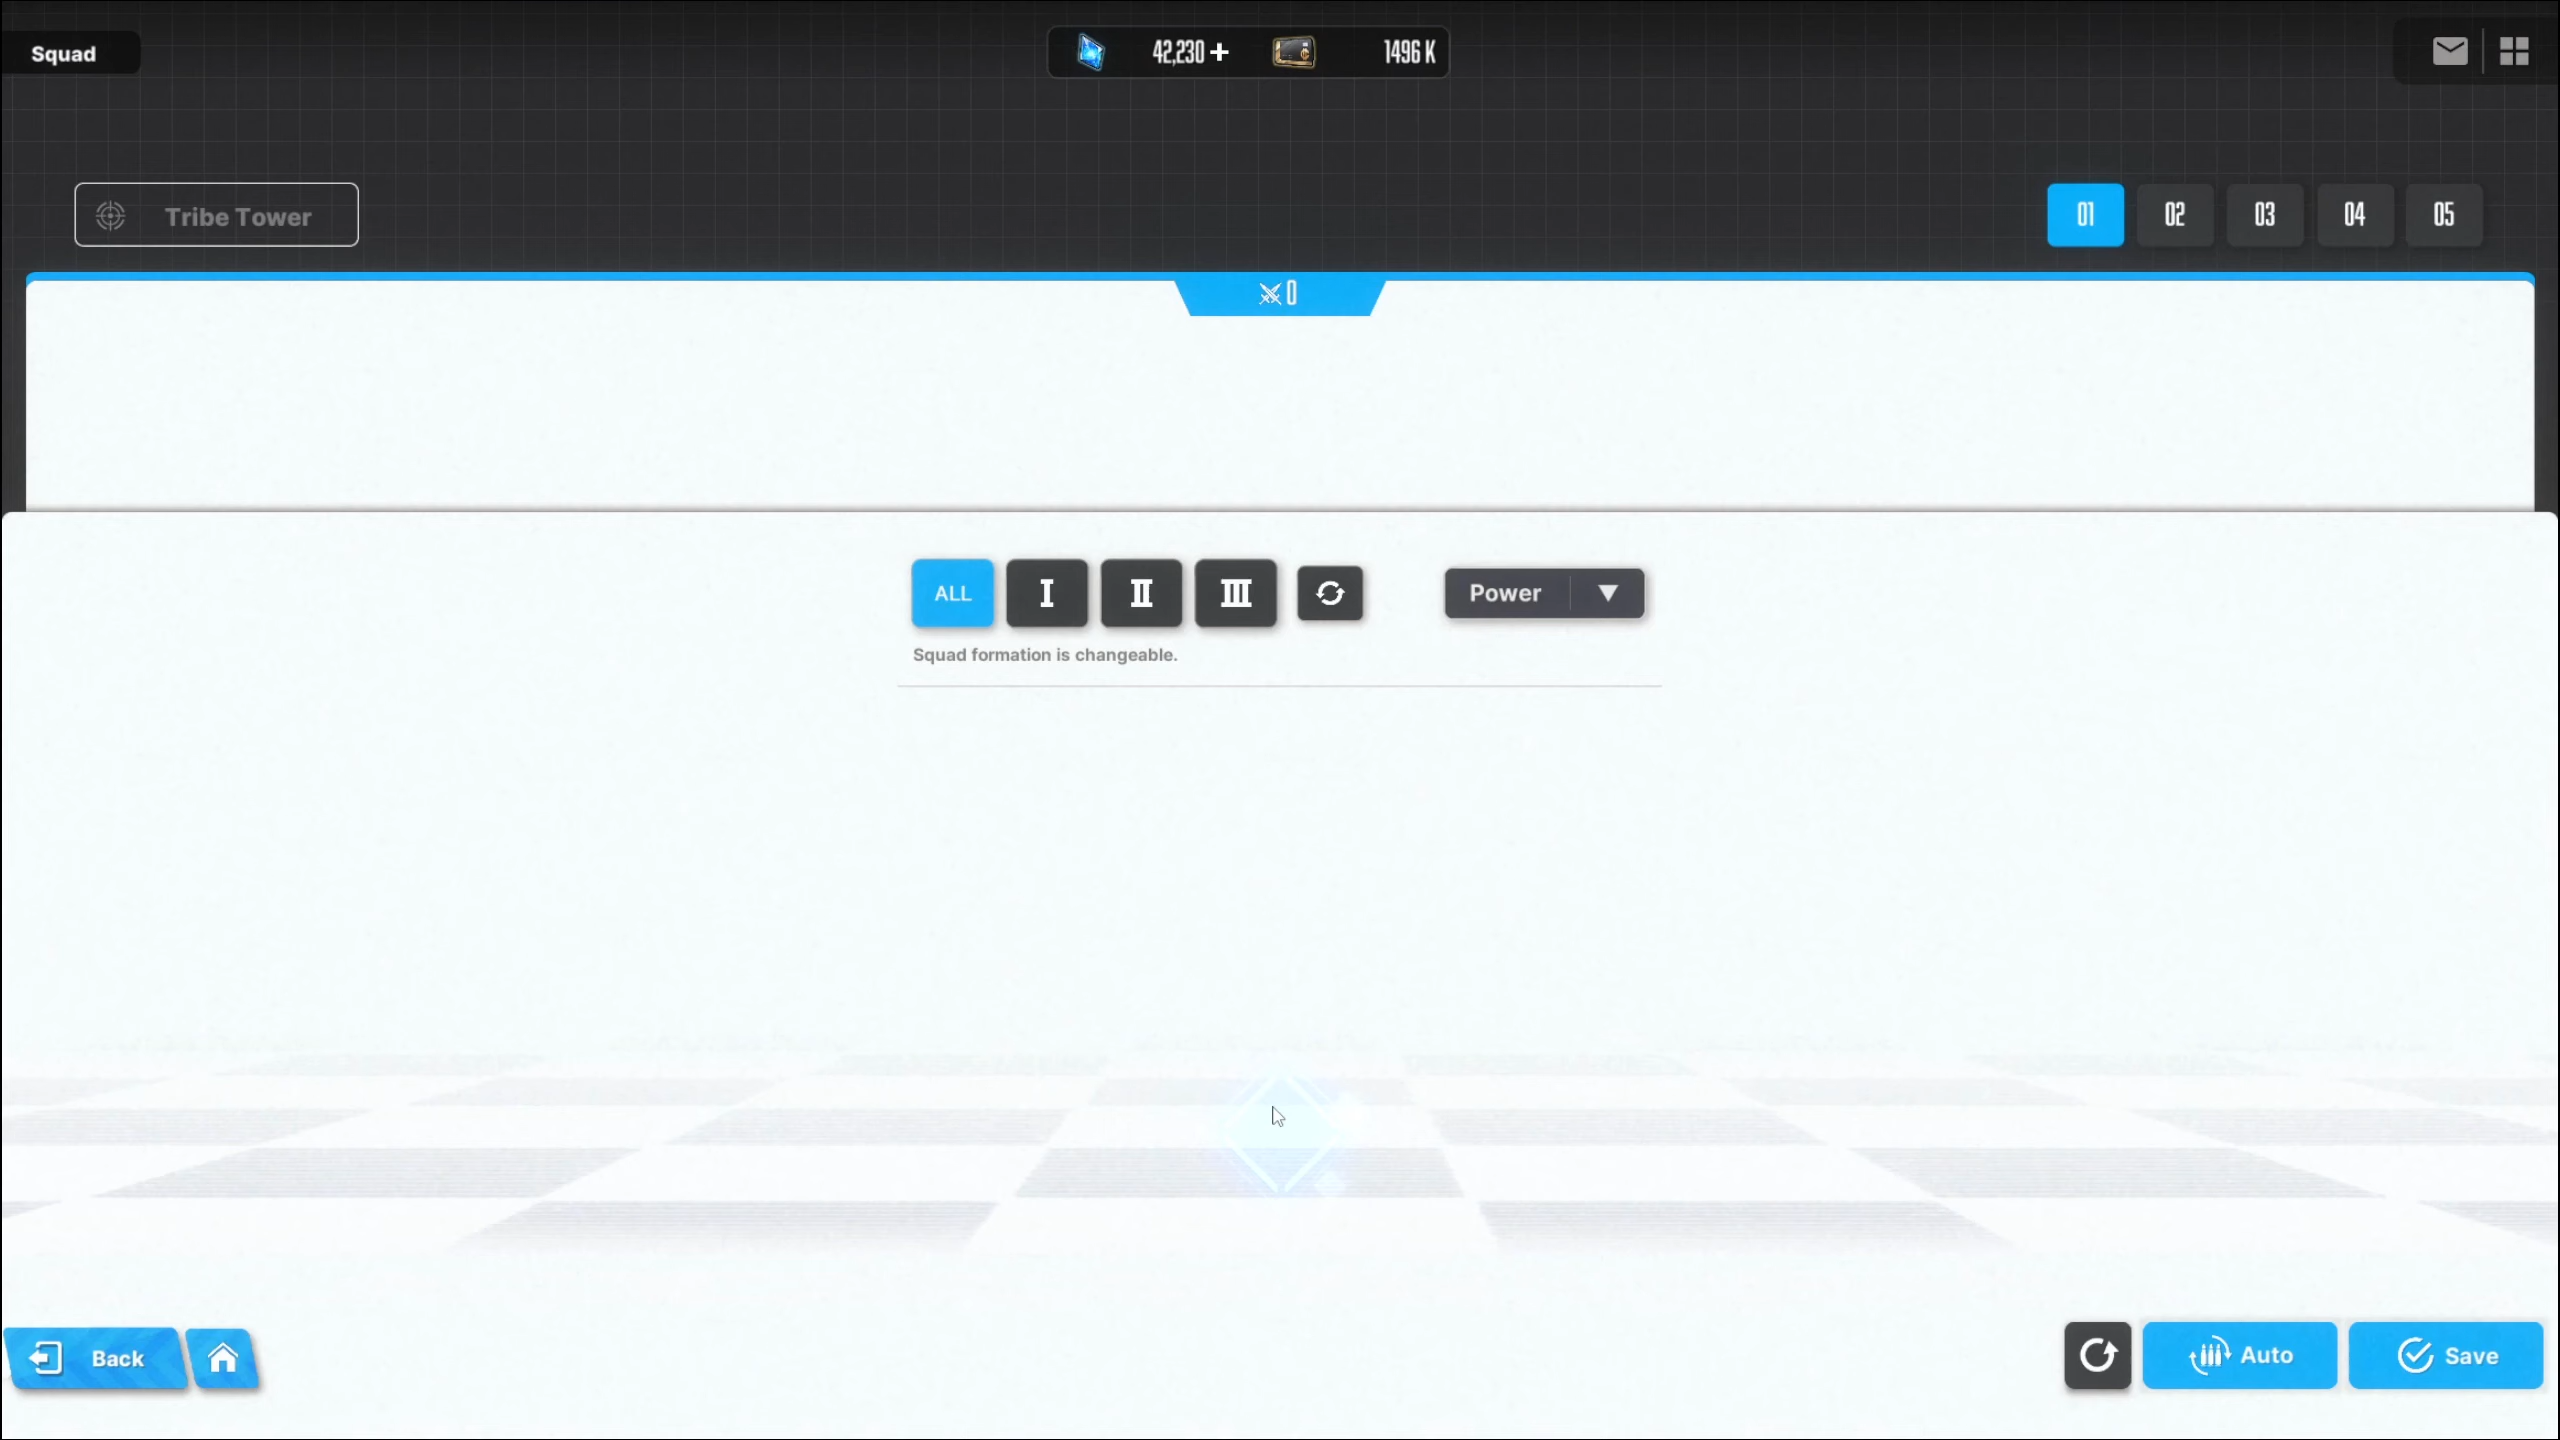 Squad
42,230 +
1496 K
Tribe Tower
01
02
03
04
05
0
ALL
I
II
III
Power
Squad formation is changeable.
Back
Auto
Save